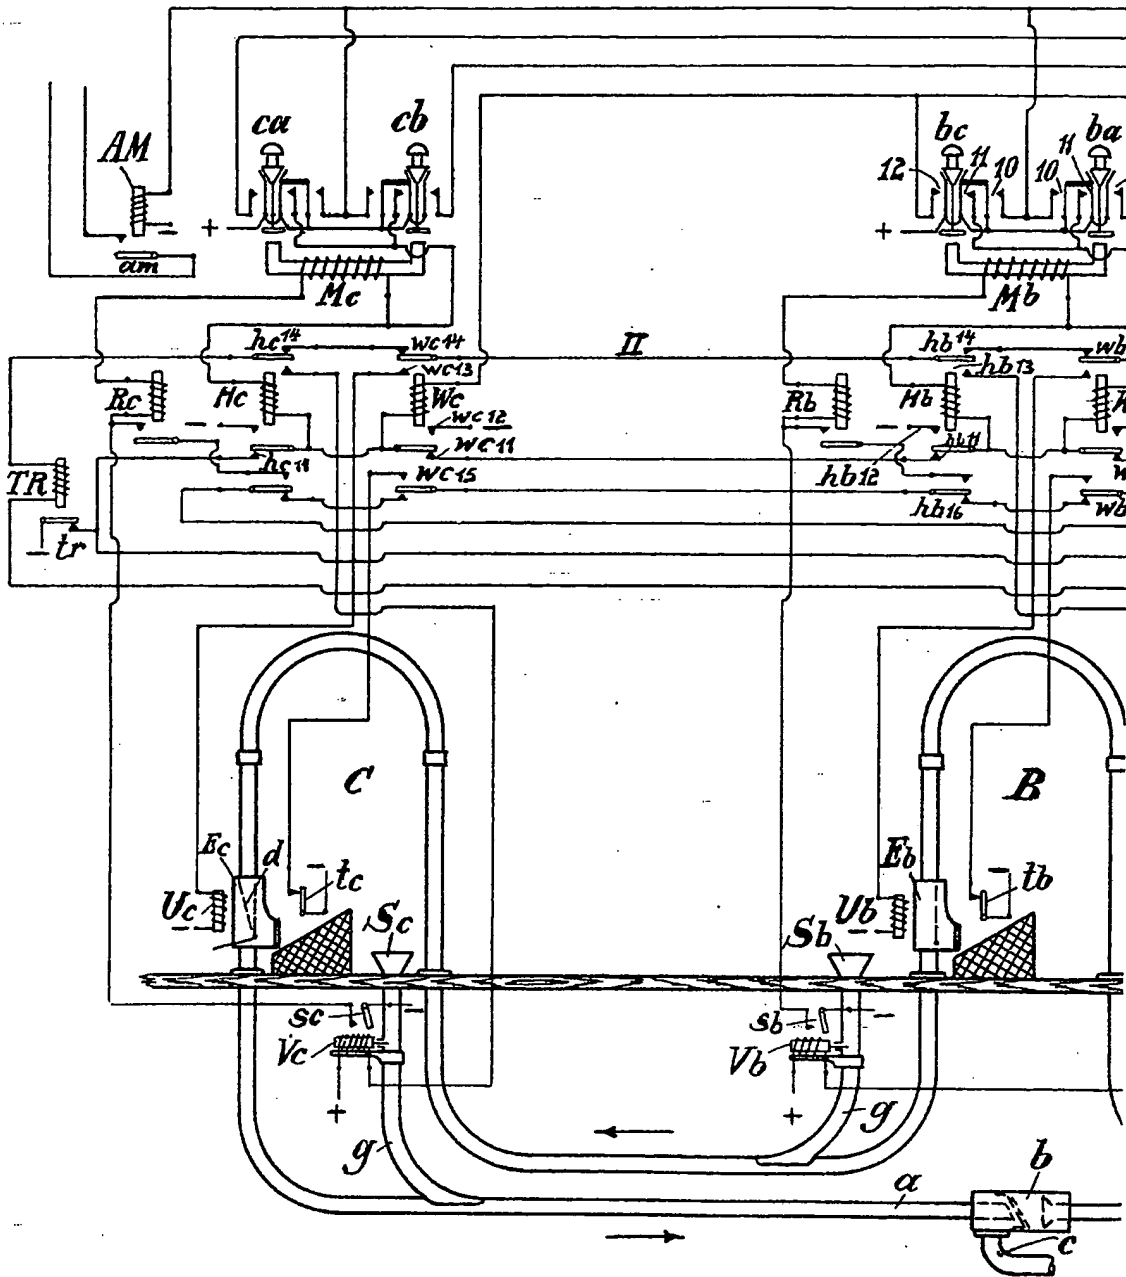 ca
cb
bc
ba
AM
12
11
10
10
11
+
−
+
am
Mc
Mb
hc14
wc14
II
hb14
wb
wc13
hb13
Rc
Hc
Wc
Rb
Hb
wc12
−
−
wc11
hb11
hc11
hb12
TR
wc15
hb16
wb
tr
−
C
B
Ec
d
tc
−
Eb
tb
−
Uc
−
Sc
Ub
−
Sb
sc
−
sb
−
Vc
Vb
+
+
g
g
a
b
c